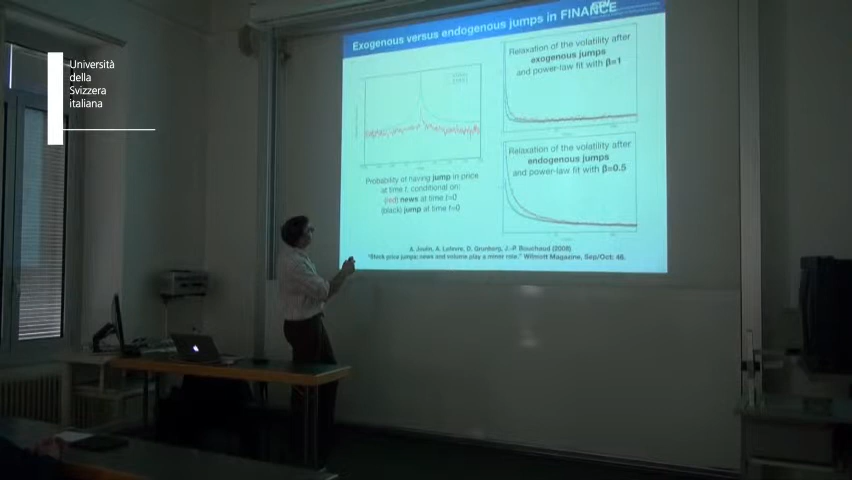 Università
della
Svizzera
italiana
Exogenous versus endogenous jumps in FINANCE
Relaxation of the volatility after
exogenous jumps
and power-law fit with β=1
Relaxation of the volatility after
endogenous jumps
and power-law fit with β=0.5
Probability of having jump in price
at time t, conditional on:
(red) news at time t=0
(black) jump at time t=0
A. Joulin, A. Lefevre, D. Grunberg, J.-P. Bouchaud (2008)
"Stock price jumps: news and volume play a minor role." Wilmott Magazine, Sep/Oct: 46.